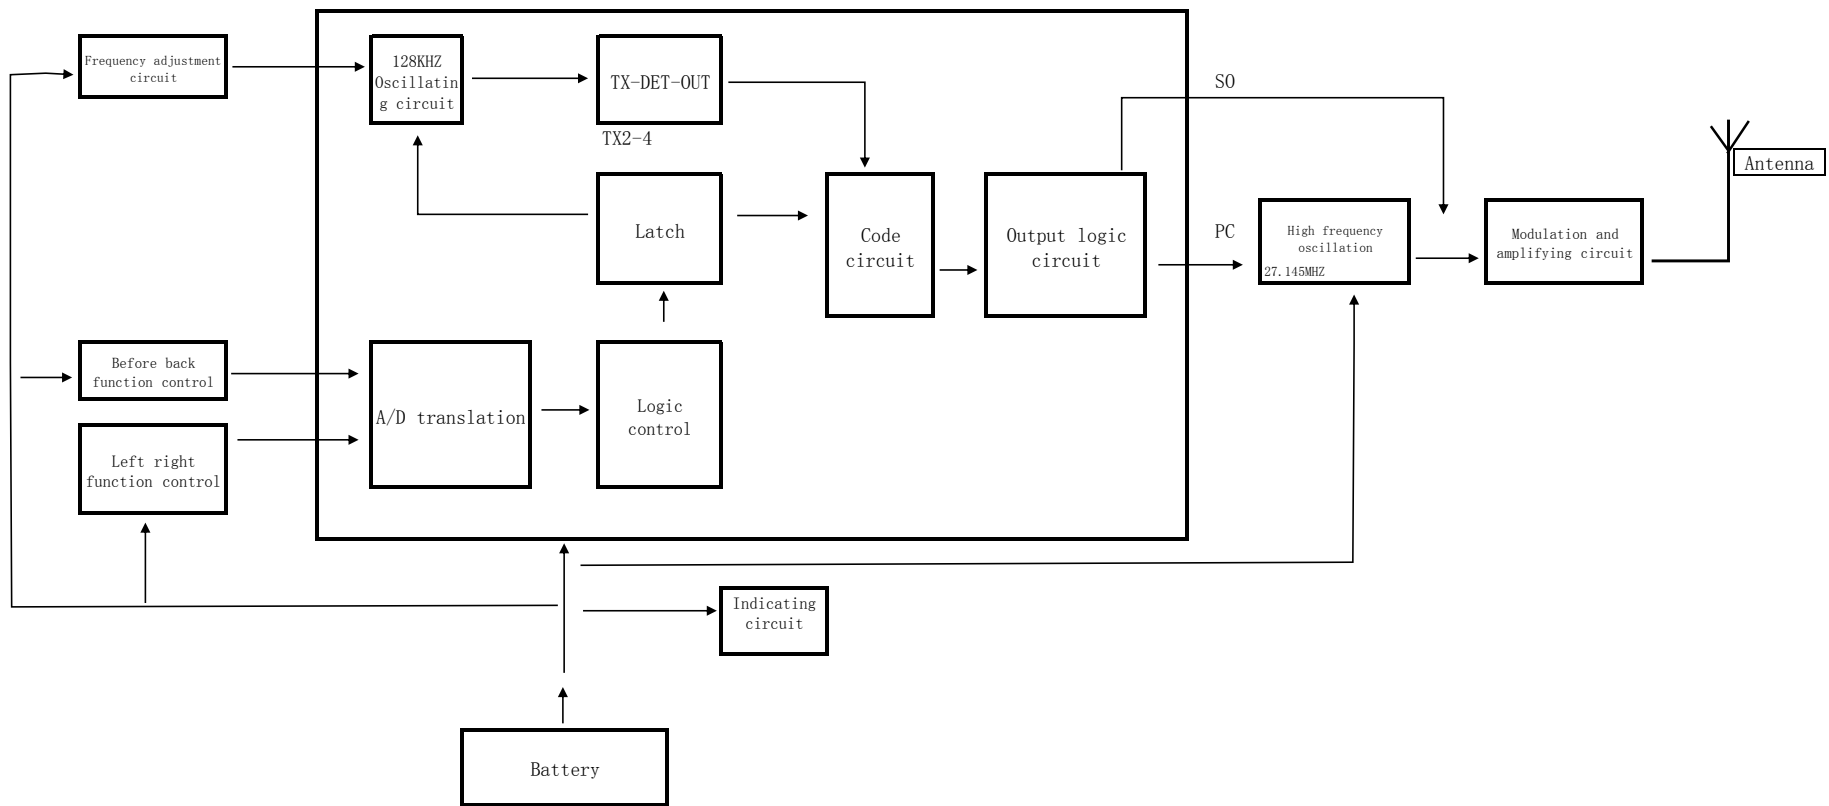 Frequency adjustment
circuit
128KHZ
Oscillatin
g circuit
TX-DET-OUT
TX2-4
SO
Antenna
Latch
Code
circuit
Output logic
circuit
PC
High frequency
oscillation
27.145MHZ
Modulation and
amplifying circuit
Before back
function control
A/D translation
Logic
control
Left right
function control
Indicating
circuit
Battery